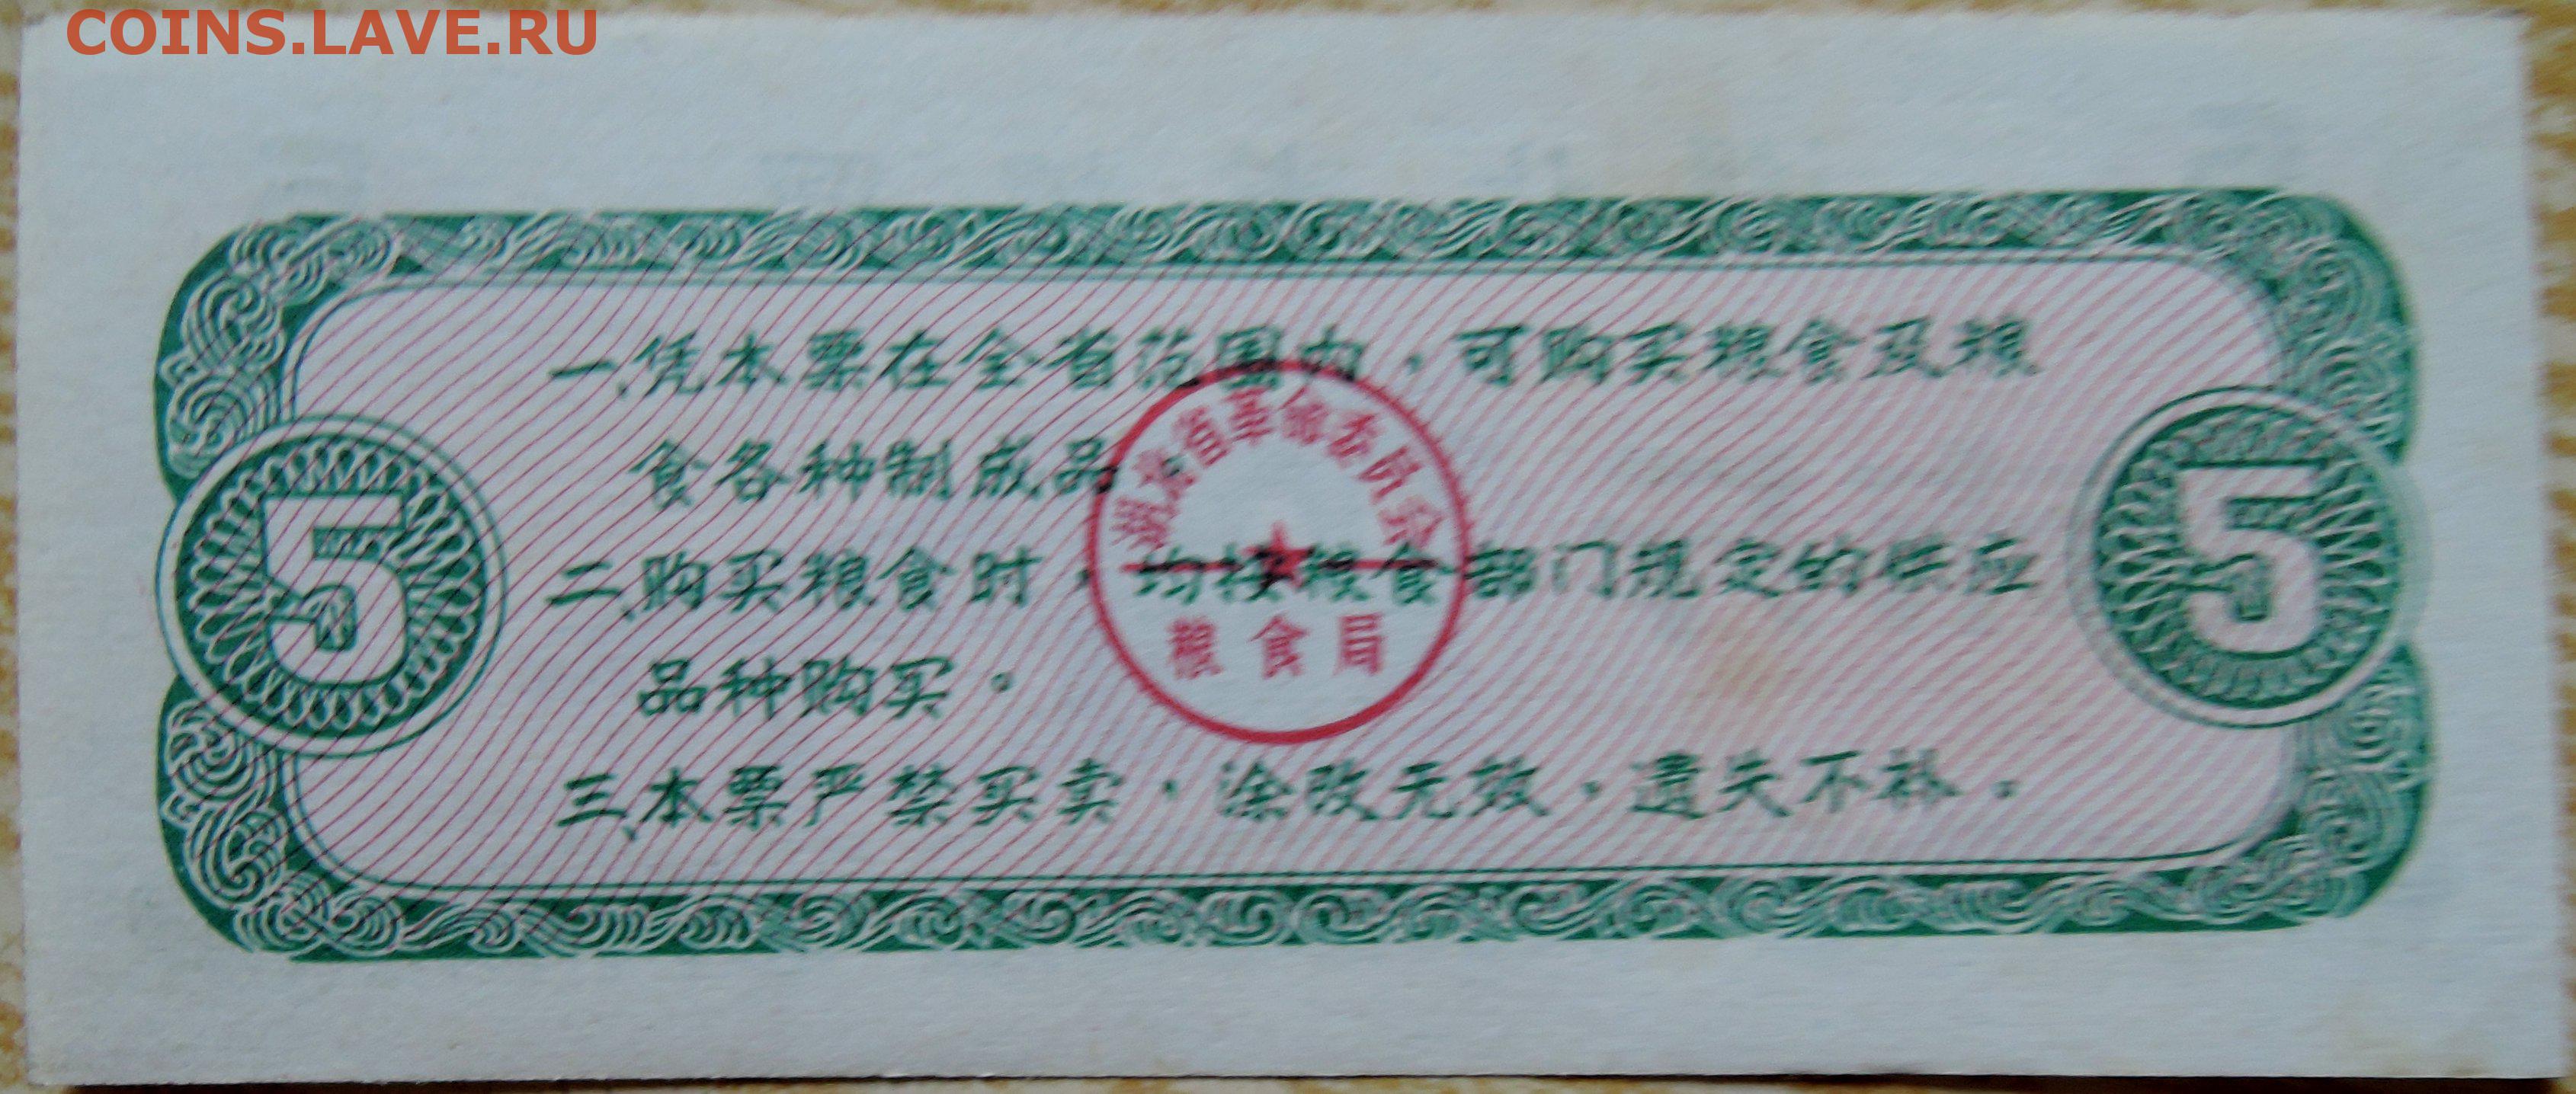 COINS.LAVE.RU
一、凭本票在全省范围内，可购买粮食及粮
食各种制成品
二、购买粮食时，均按粮食部门规定的供应
品种购买。
三、本票严禁买卖，涂改无效，遗失不补。
湖北省革命委员会
粮食局
5
5